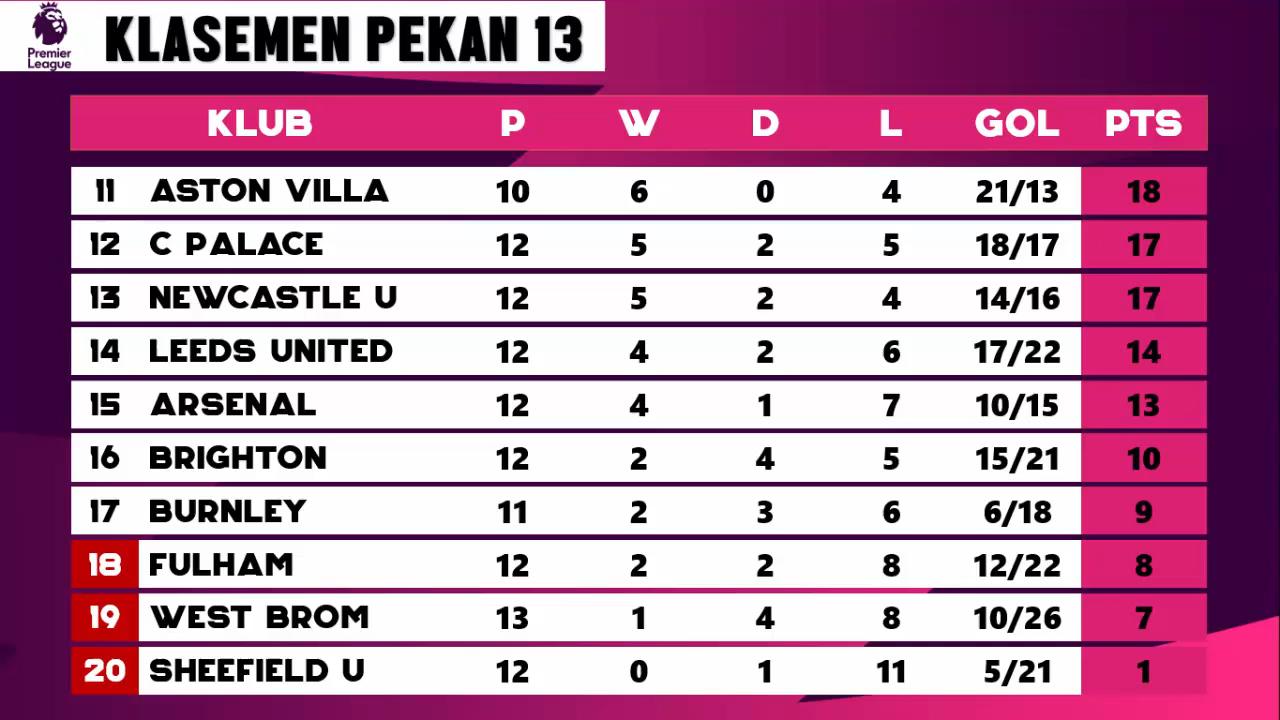 Premier League
KLASEMEN PEKAN 13
KLUB P W D L GOL PTS
11 ASTON VILLA 10 6 0 4 21/13 18
12 C PALACE 12 5 2 5 18/17 17
13 NEWCASTLE U 12 5 2 4 14/16 17
14 LEEDS UNITED 12 4 2 6 17/22 14
15 ARSENAL 12 4 1 7 10/15 13
16 BRIGHTON 12 2 4 5 15/21 10
17 BURNLEY 11 2 3 6 6/18 9
18 FULHAM 12 2 2 8 12/22 8
19 WEST BROM 13 1 4 8 10/26 7
20 SHEEFIELD U 12 0 1 11 5/21 1